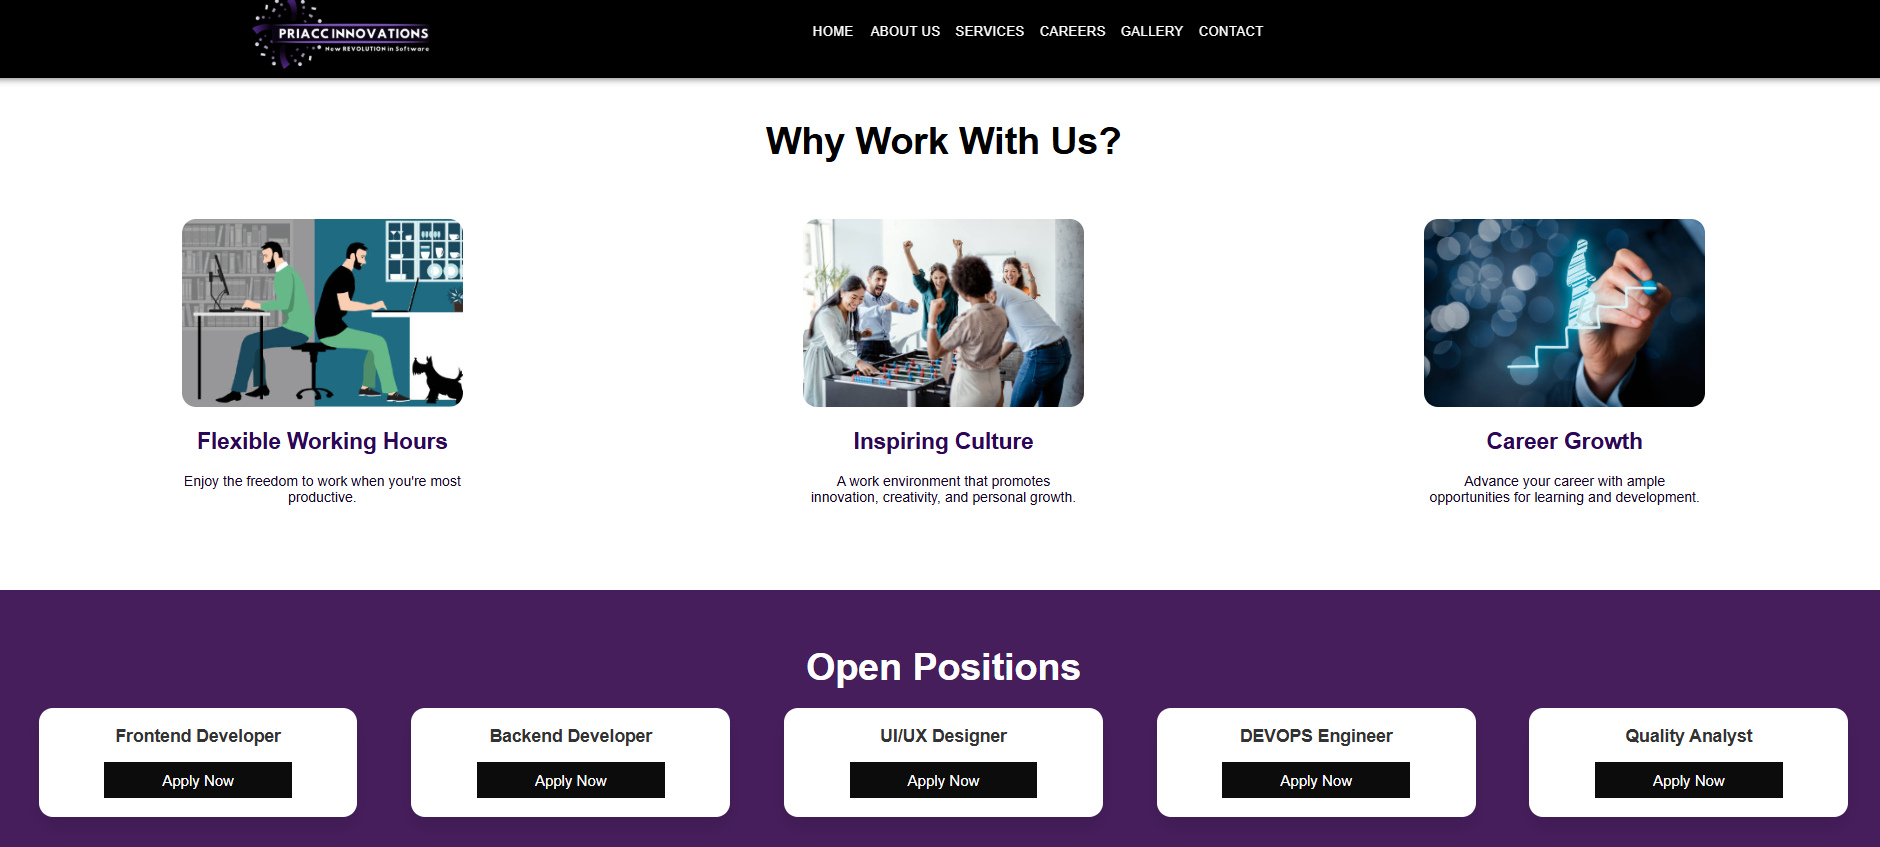 PRIACC INNOVATIONS
New REVOLUTION in Software
HOME ABOUT US SERVICES CAREERS GALLERY CONTACT
Why Work With Us?
Flexible Working Hours
Enjoy the freedom to work when you're most
productive.
Inspiring Culture
A work environment that promotes
innovation, creativity, and personal growth.
Career Growth
Advance your career with ample
opportunities for learning and development.
Open Positions
Frontend Developer
Apply Now
Backend Developer
Apply Now
UI/UX Designer
Apply Now
DEVOPS Engineer
Apply Now
Quality Analyst
Apply Now